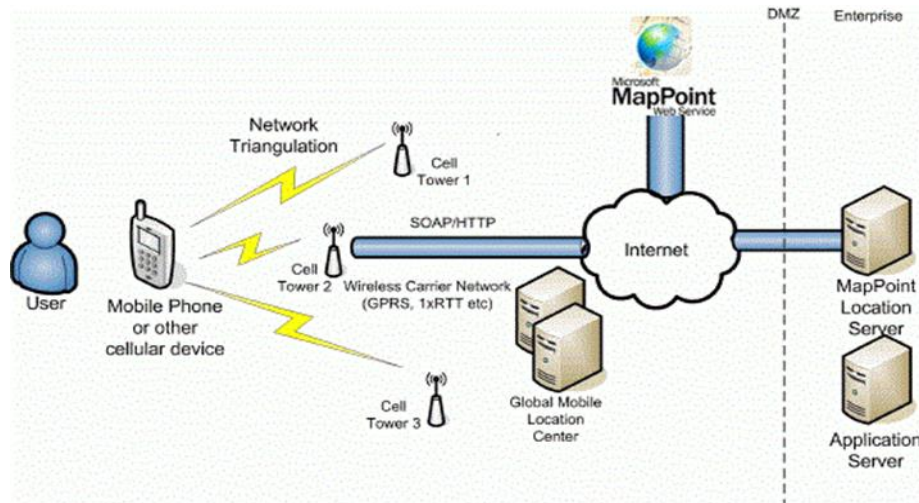 DMZ
Enterprise
Microsoft
MapPoint
Web Service
Network
Triangulation
Cell
Tower 1
SOAP/HTTP
Internet
User
Mobile Phone
or other
cellular device
Cell
Tower 2
Wireless Carrier Network
(GPRS, 1xRTT etc)
MapPoint
Location
Server
Cell
Tower 3
Global Mobile
Location
Center
Application
Server